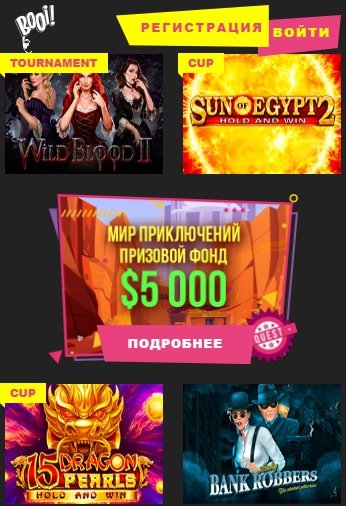 Booi!
РЕГИСТРАЦИЯ
ВОЙТИ
TOURNAMENT
CUP
WILD BLOOD II
SUN OF EGYPT 2
HOLD AND WIN
МИР ПРИКЛЮЧЕНИЙ
ПРИЗОВОЙ ФОНД
$5 000
ПОДРОБНЕЕ
QUEST
CUP
15 DRAGON
PEARLS
HOLD AND WIN
BANK ROBBERS